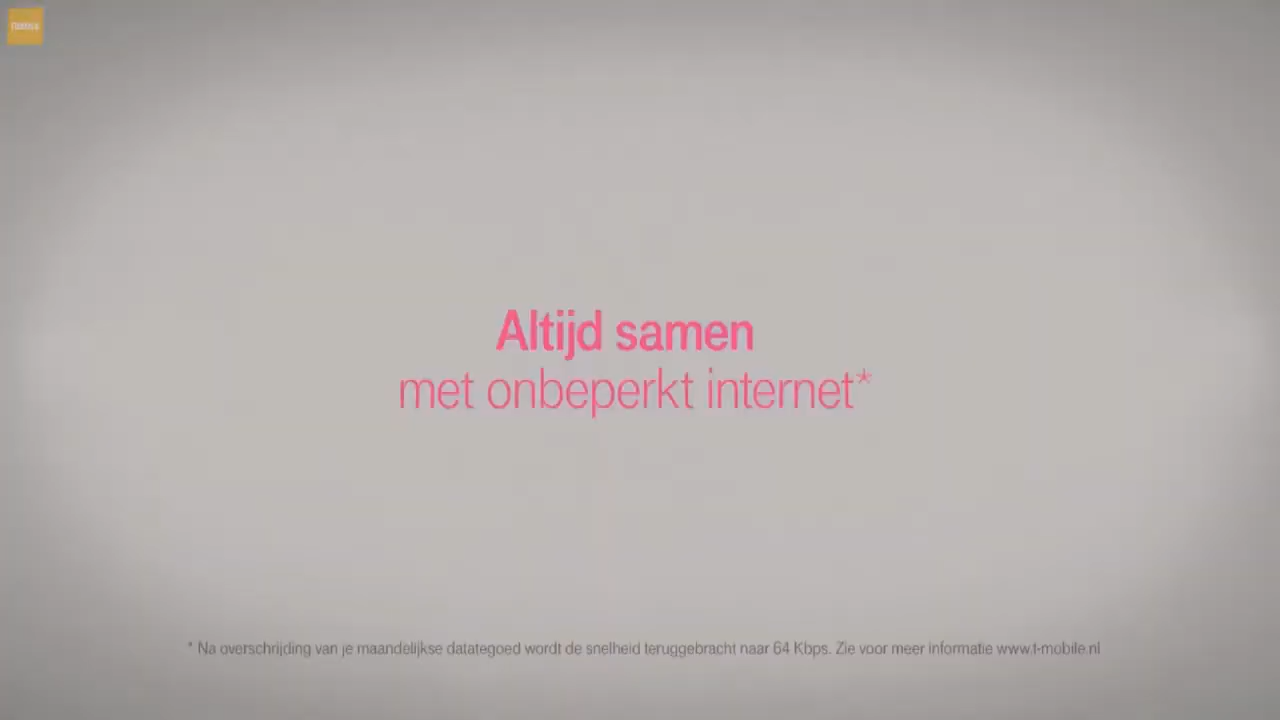 Altijd samen
met onbeperkt internet*
* Na overschrijding van je maandelijkse datategoed wordt de snelheid teruggebracht naar 64 Kbps. Zie voor meer informatie www.t-mobile.nl